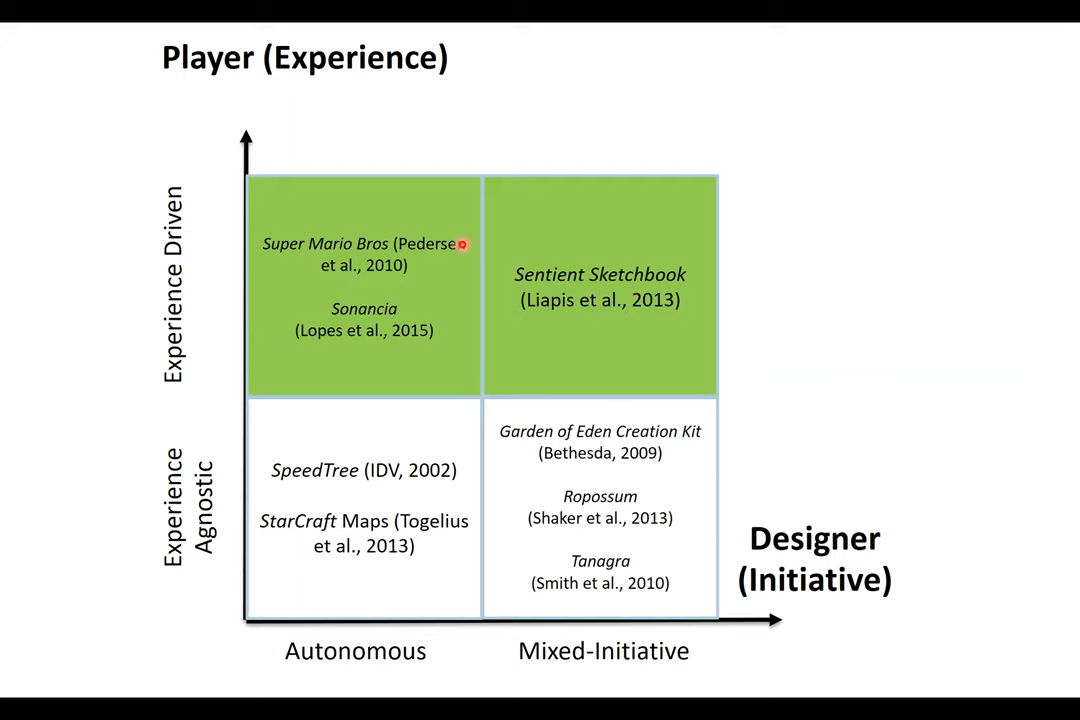 Player (Experience)
Experience Driven
Super Mario Bros (Pederse
et al., 2010)
Sonancia
(Lopes et al., 2015)
Sentient Sketchbook
(Liapis et al., 2013)
Experience
Agnostic
SpeedTree (IDV, 2002)
StarCraft Maps (Togelius
et al., 2013)
Garden of Eden Creation Kit
(Bethesda, 2009)
Ropossum
(Shaker et al., 2013)
Tanagra
(Smith et al., 2010)
Designer
(Initiative)
Autonomous
Mixed-Initiative